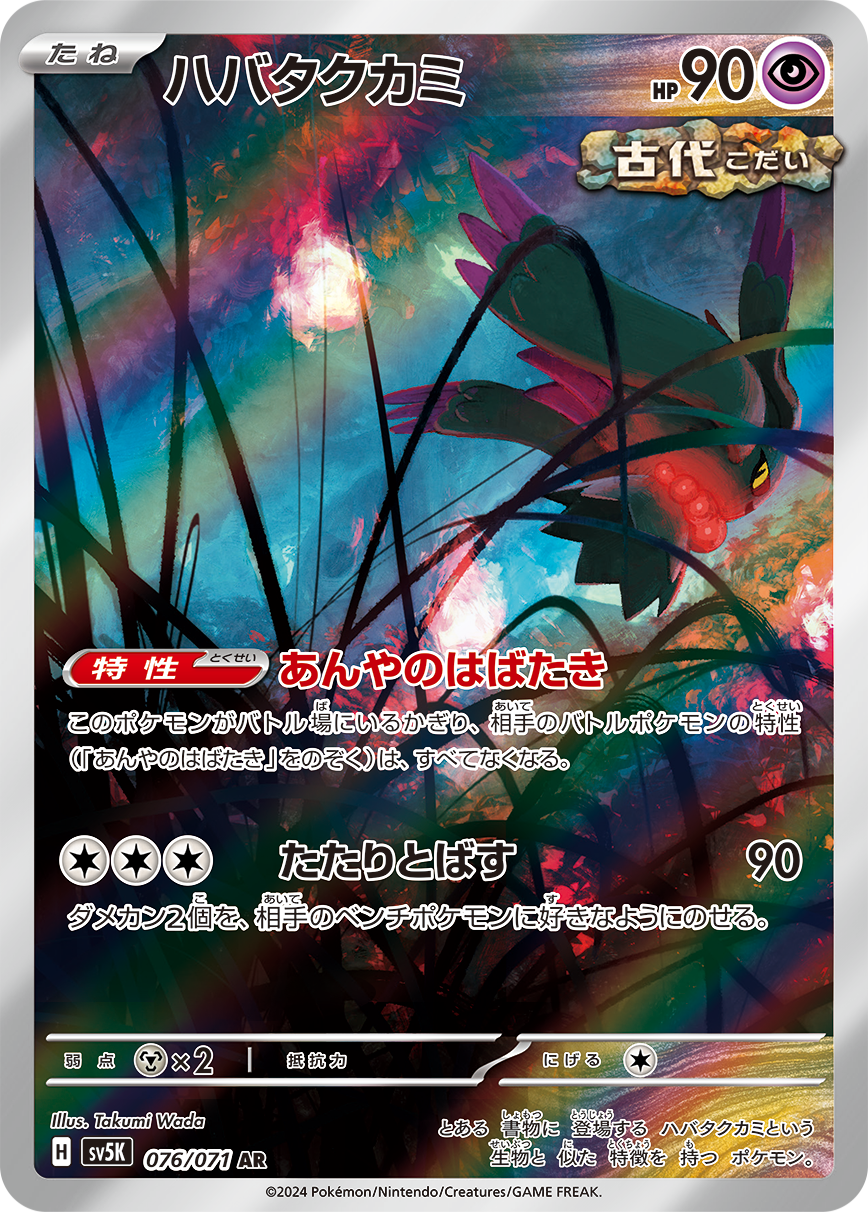 たね ハバタクカミ HP 90
古代 こだい
特性 とくせい あんやのはばたき
このポケモンがバトル場にいるかぎり、相手のバトルポケモンの特性
（「あんやのはばたき」をのぞく）は、すべてなくなる。
たたりとばす 90
ダメカン2個を、相手のベンチポケモンに好きなようにのせる。
弱点 ×2 抵抗力 にげる
Illus. Takumi Wada
とある 書物に 登場する ハバタクカミという
生物と 似た 特徴を 持つ ポケモン。
H sv5K 076/071 AR
©2024 Pokémon/Nintendo/Creatures/GAME FREAK.